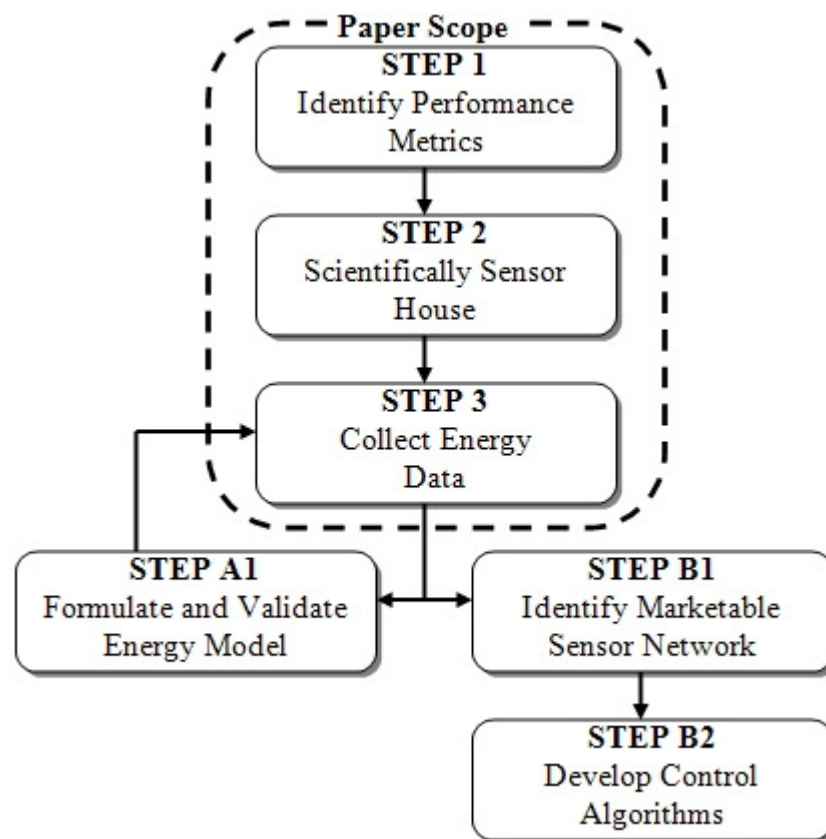 Paper Scope
STEP 1
Identify Performance
Metrics
STEP 2
Scientifically Sensor
House
STEP 3
Collect Energy
Data
STEP A1
Formulate and Validate
Energy Model
STEP B1
Identify Marketable
Sensor Network
STEP B2
Develop Control
Algorithms